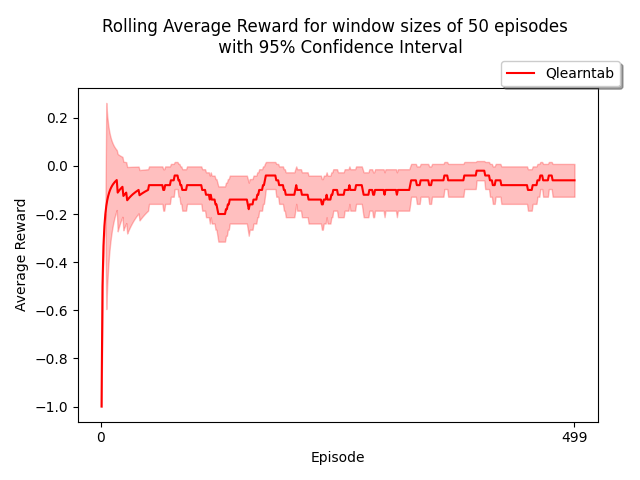 Rolling Average Reward for window sizes of 50 episodes
with 95% Confidence Interval
Qlearntab
0.2
0.0
−0.2
−0.4
−0.6
−0.8
−1.0
Average Reward
0
499
Episode